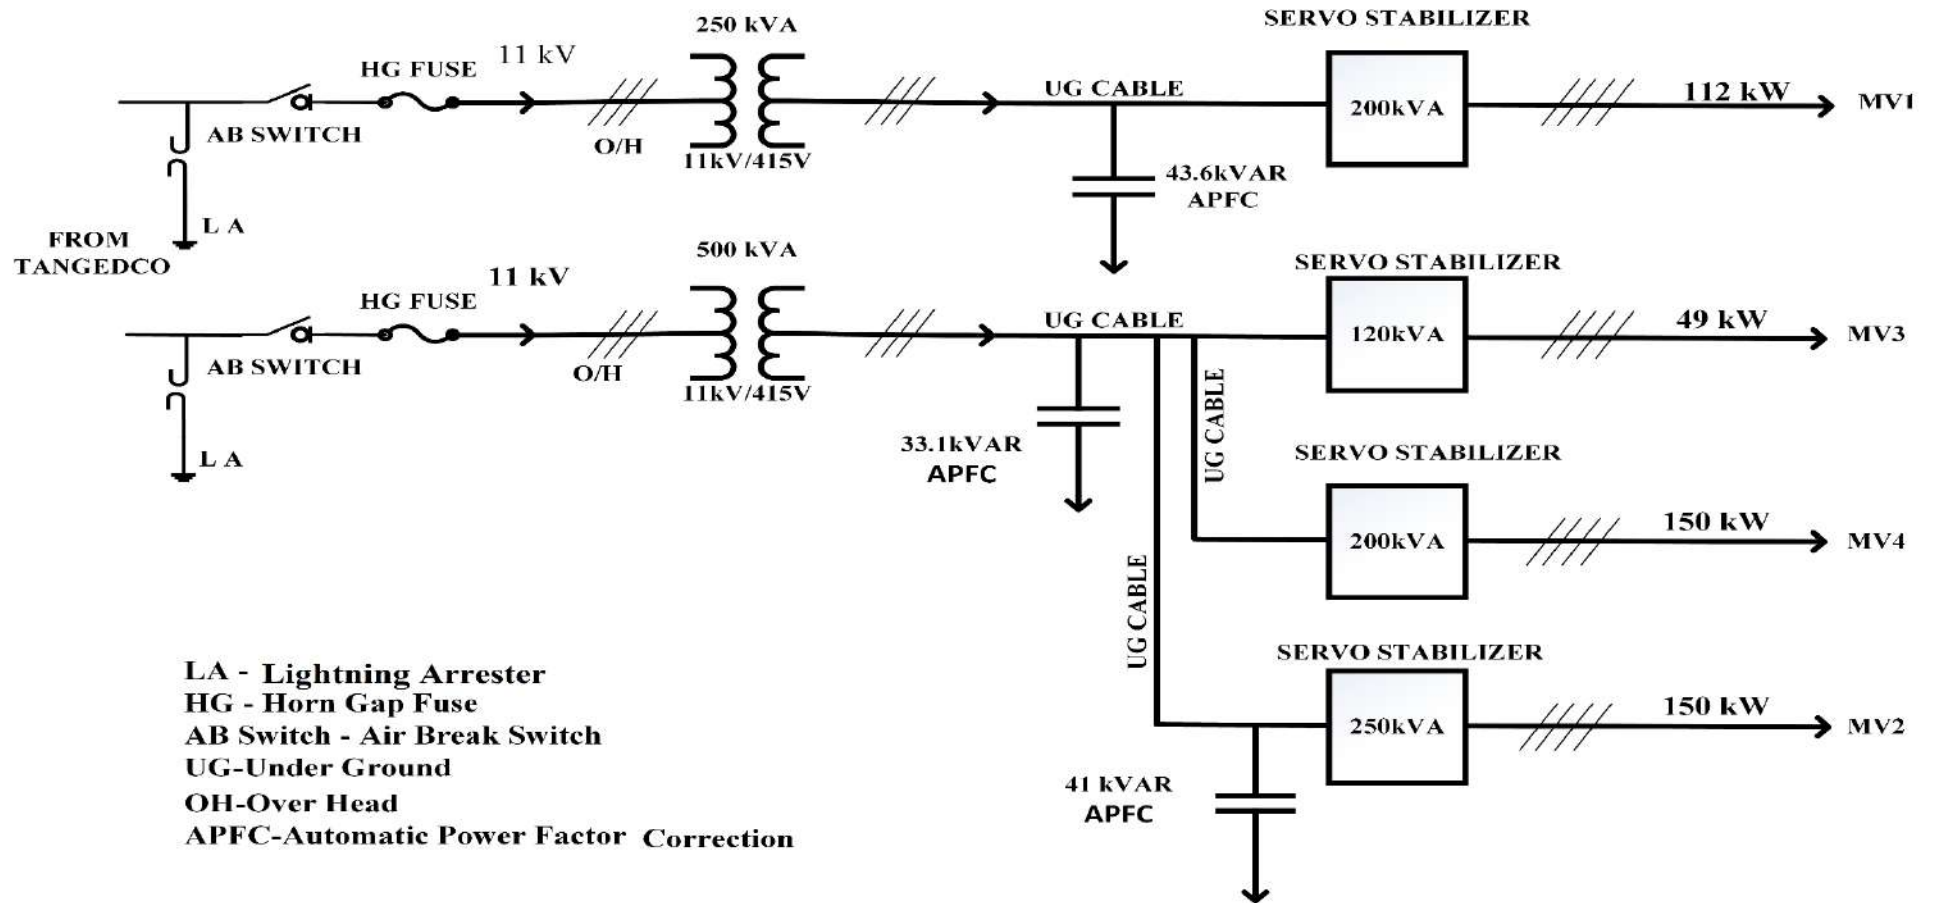 250 kVA
SERVO STABILIZER
HG FUSE
11 kV
UG CABLE
200kVA
112 kW
MV1
AB SWITCH
O/H
11kV/415V
43.6kVAR
APFC
L A
FROM
TANGEDCO
500 kVA
SERVO STABILIZER
HG FUSE
11 kV
UG CABLE
120kVA
49 kW
MV3
AB SWITCH
O/H
11kV/415V
UG CABLE
33.1kVAR
APFC
L A
SERVO STABILIZER
200kVA
150 kW
MV4
UG CABLE
SERVO STABILIZER
250kVA
150 kW
MV2
41 kVAR
APFC
LA - Lightning Arrester
HG - Horn Gap Fuse
AB Switch - Air Break Switch
UG-Under Ground
OH-Over Head
APFC-Automatic Power Factor Correction